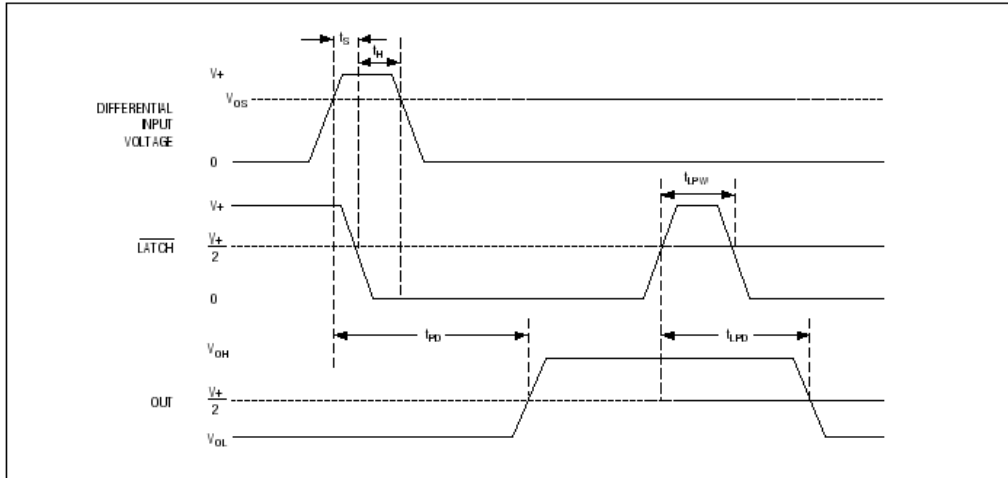 tS
tH
V+
VOS
DIFFERENTIAL
INPUT
VOLTAGE
0
tLPW
V+
LATCH
V+
2
0
tPD
tLPD
VOH
OUT
V+
2
VOL